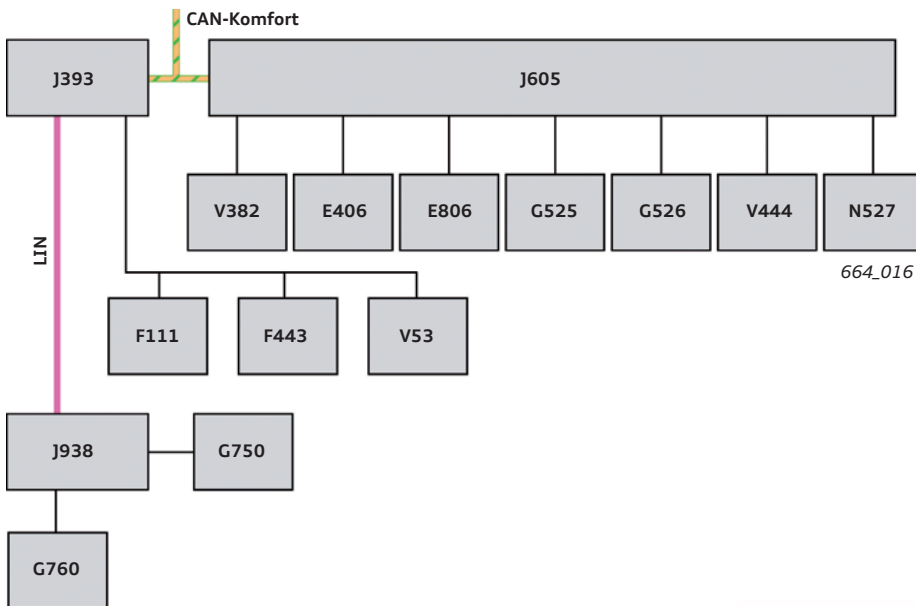 CAN-Komfort
J393
J605
V382
E406
E806
G525
G526
V444
N527
LIN
664_016
F111
F443
V53
J938
G750
G760